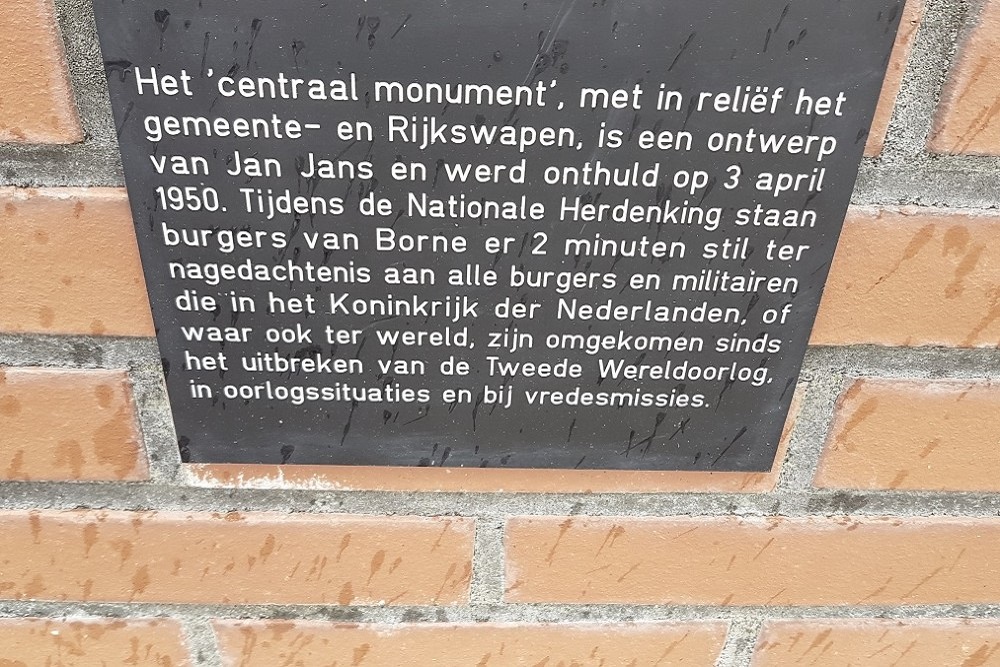 Het 'centraal monument', met in reliëf het
gemeente- en Rijkswapen, is een ontwerp
van Jan Jans en werd onthuld op 3 april
1950. Tijdens de Nationale Herdenking staan
burgers van Borne er 2 minuten stil ter
nagedachtenis aan alle burgers en militairen
die in het Koninkrijk der Nederlanden, of
waar ook ter wereld, zijn omgekomen sinds
het uitbreken van de Tweede Wereldoorlog,
in oorlogssituaties en bij vredesmissies.